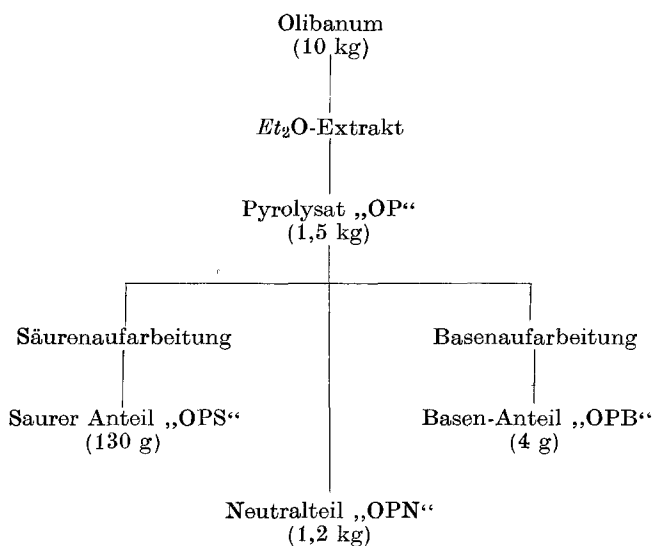 Olibanum
(10 kg)
Et₂O-Extrakt
Pyrolysat „OP“
(1,5 kg)
Säurenaufarbeitung
Basenaufarbeitung
Saurer Anteil „OPS“
(130 g)
Basen-Anteil „OPB“
(4 g)
Neutralteil „OPN“
(1,2 kg)